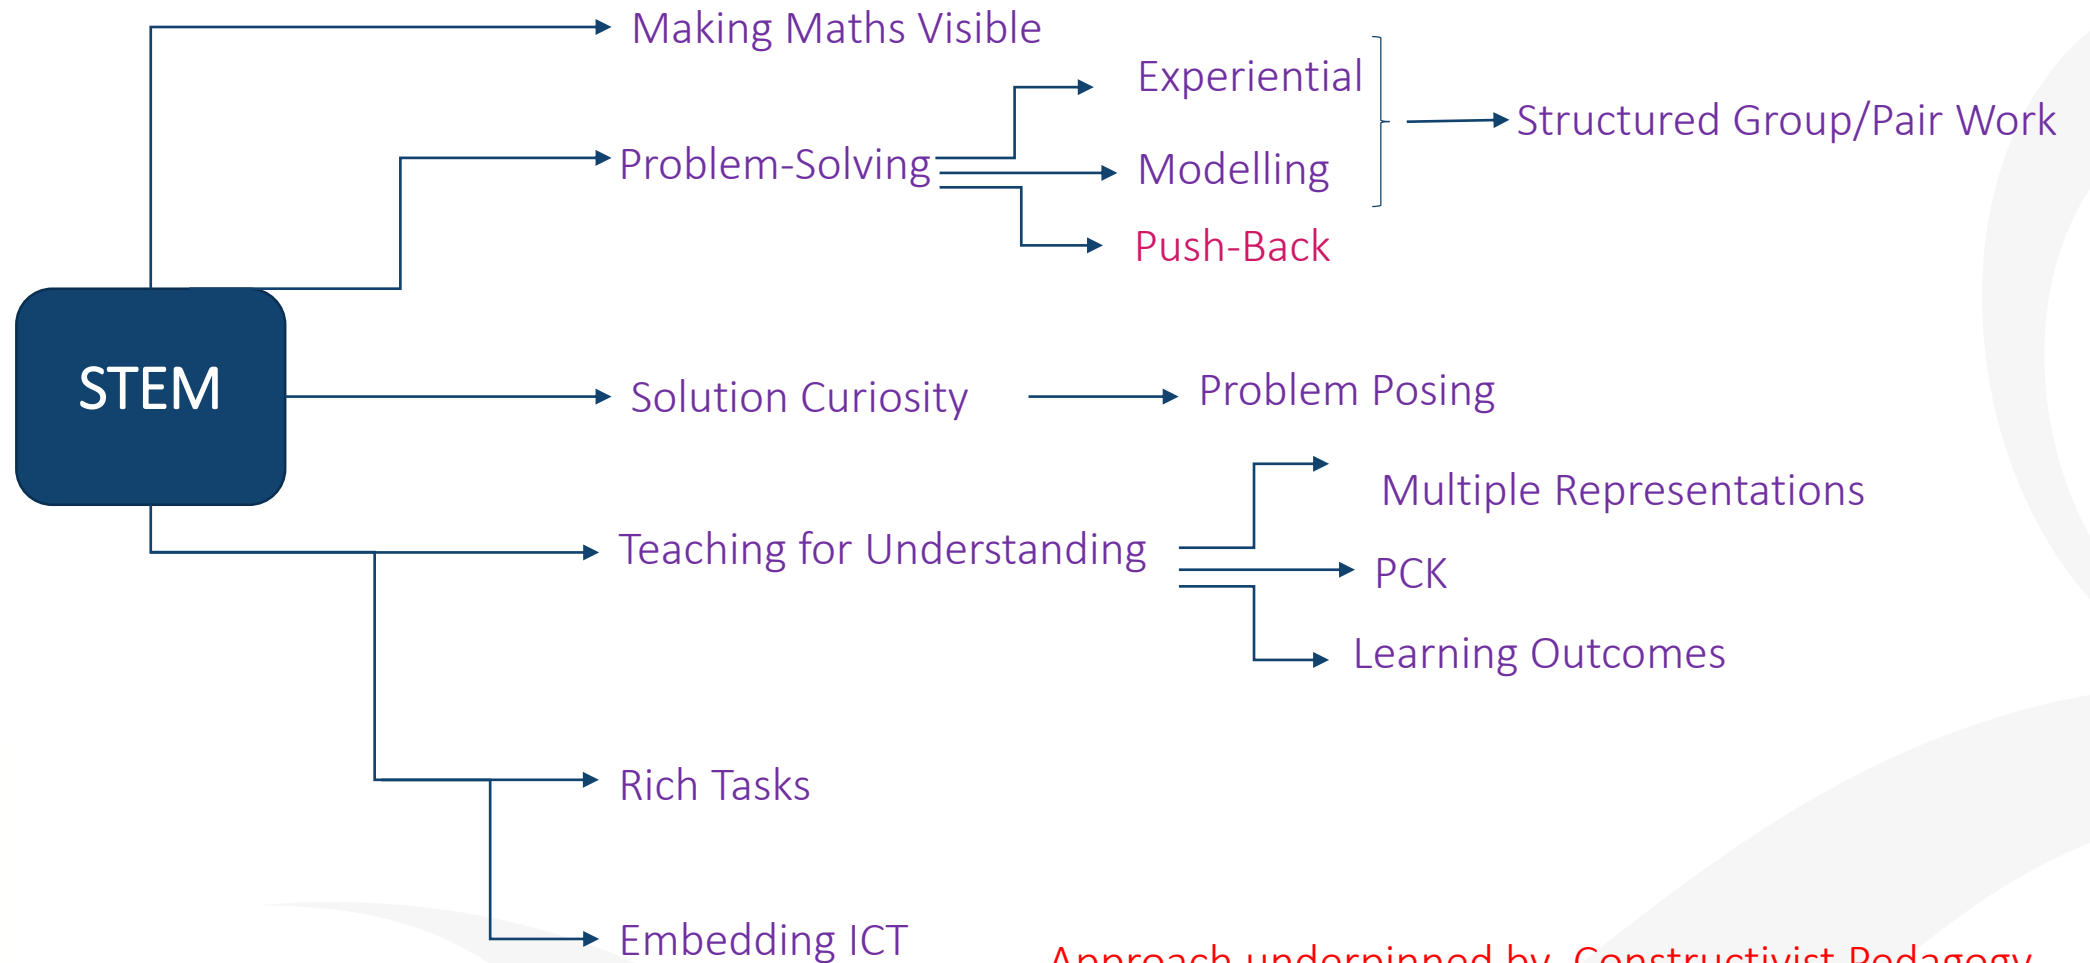 Making Maths Visible
Experiential
Structured Group/Pair Work
Problem-Solving
Modelling
Push-Back
STEM
Solution Curiosity
Problem Posing
Multiple Representations
Teaching for Understanding
PCK
Learning Outcomes
Rich Tasks
Embedding ICT
Approach underpinned by Constructivist Pedagogy